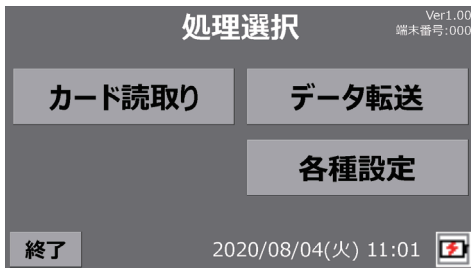 処理選択
Ver1.00
端末番号:000
カード読取り
データ転送
各種設定
終了
2020/08/04(火) 11:01